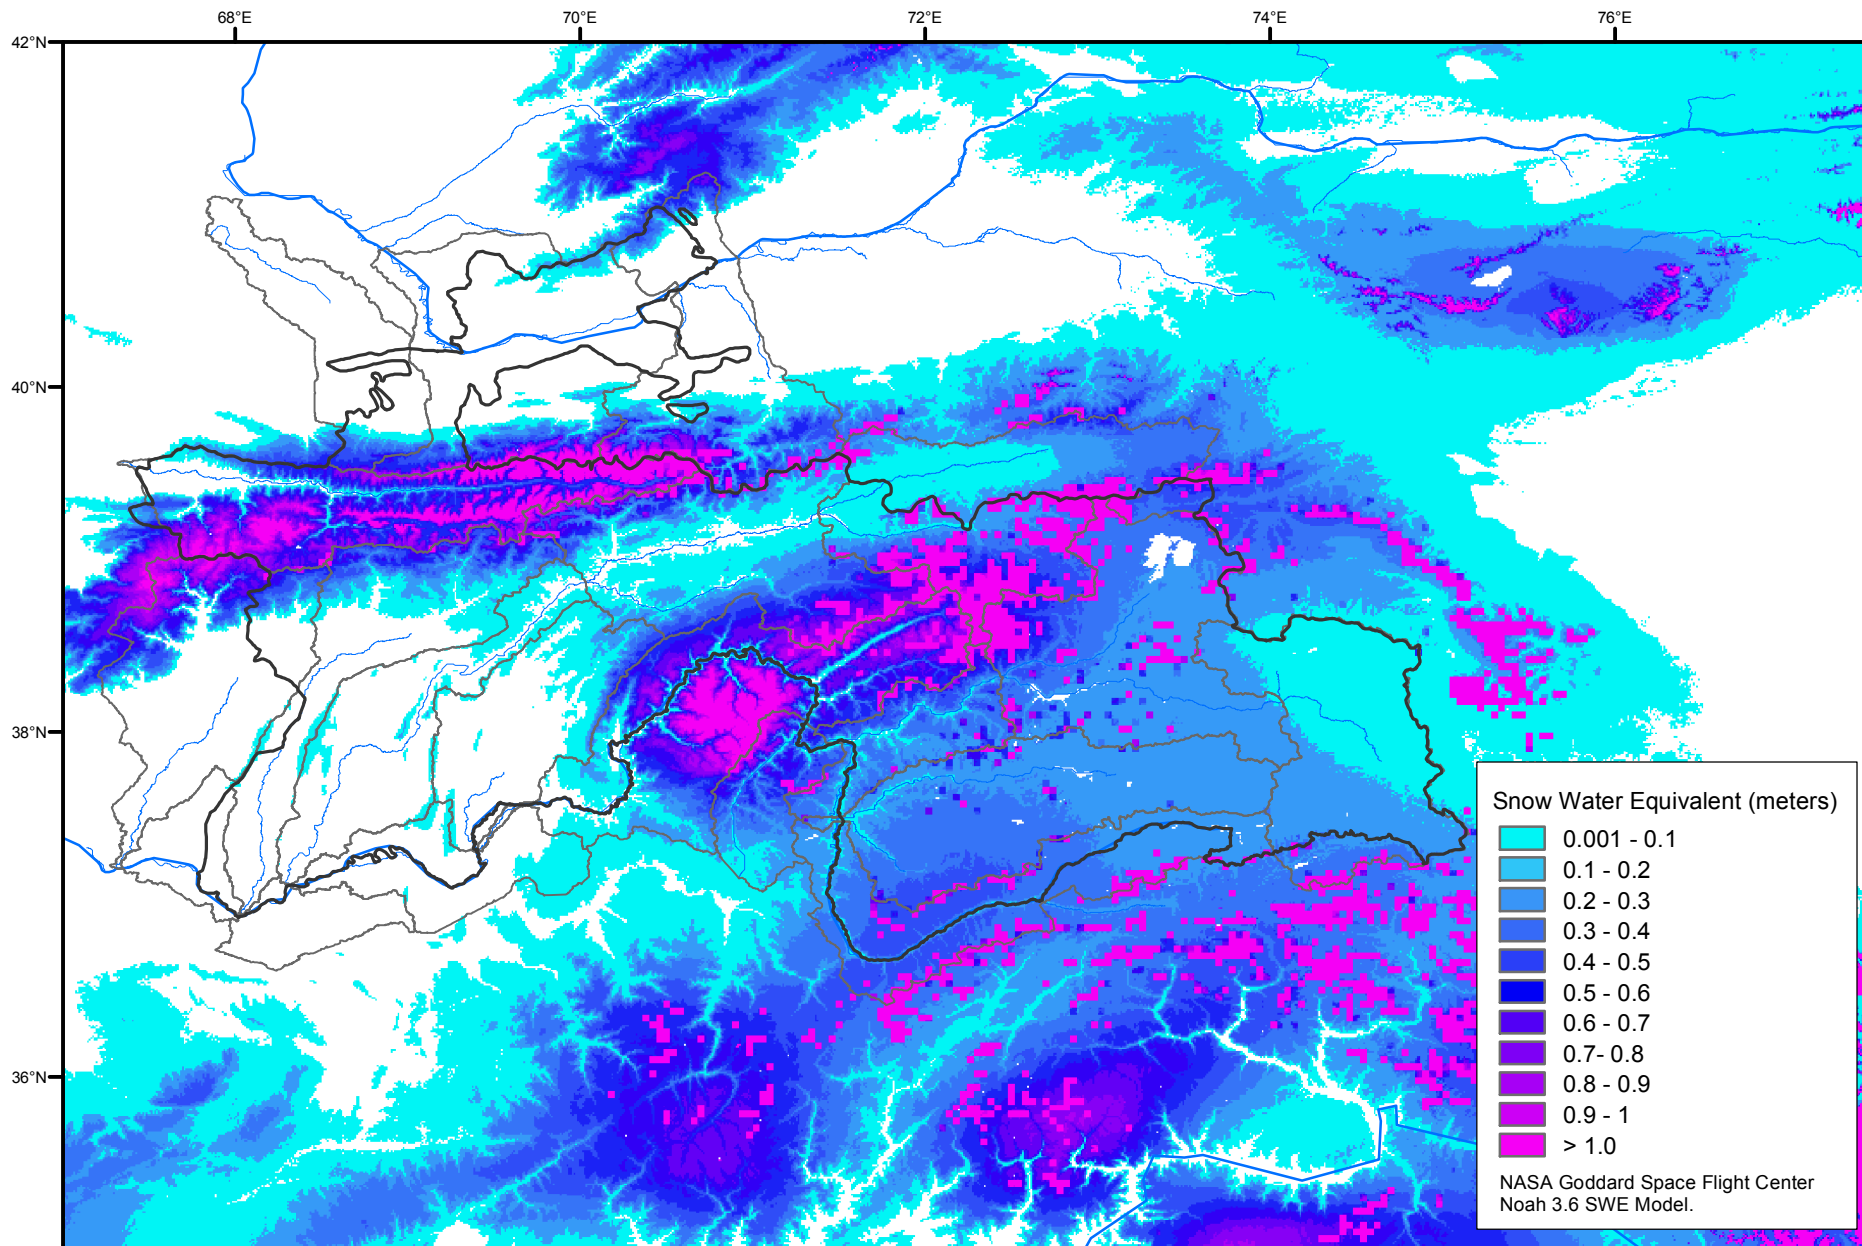 68°E 70°E 72°E 74°E 76°E
42°N
40°N
38°N
36°N
Snow Water Equivalent (meters)
0.001 - 0.1
0.1 - 0.2
0.2 - 0.3
0.3 - 0.4
0.4 - 0.5
0.5 - 0.6
0.6 - 0.7
0.7- 0.8
0.8 - 0.9
0.9 - 1
> 1.0
NASA Goddard Space Flight Center
Noah 3.6 SWE Model.